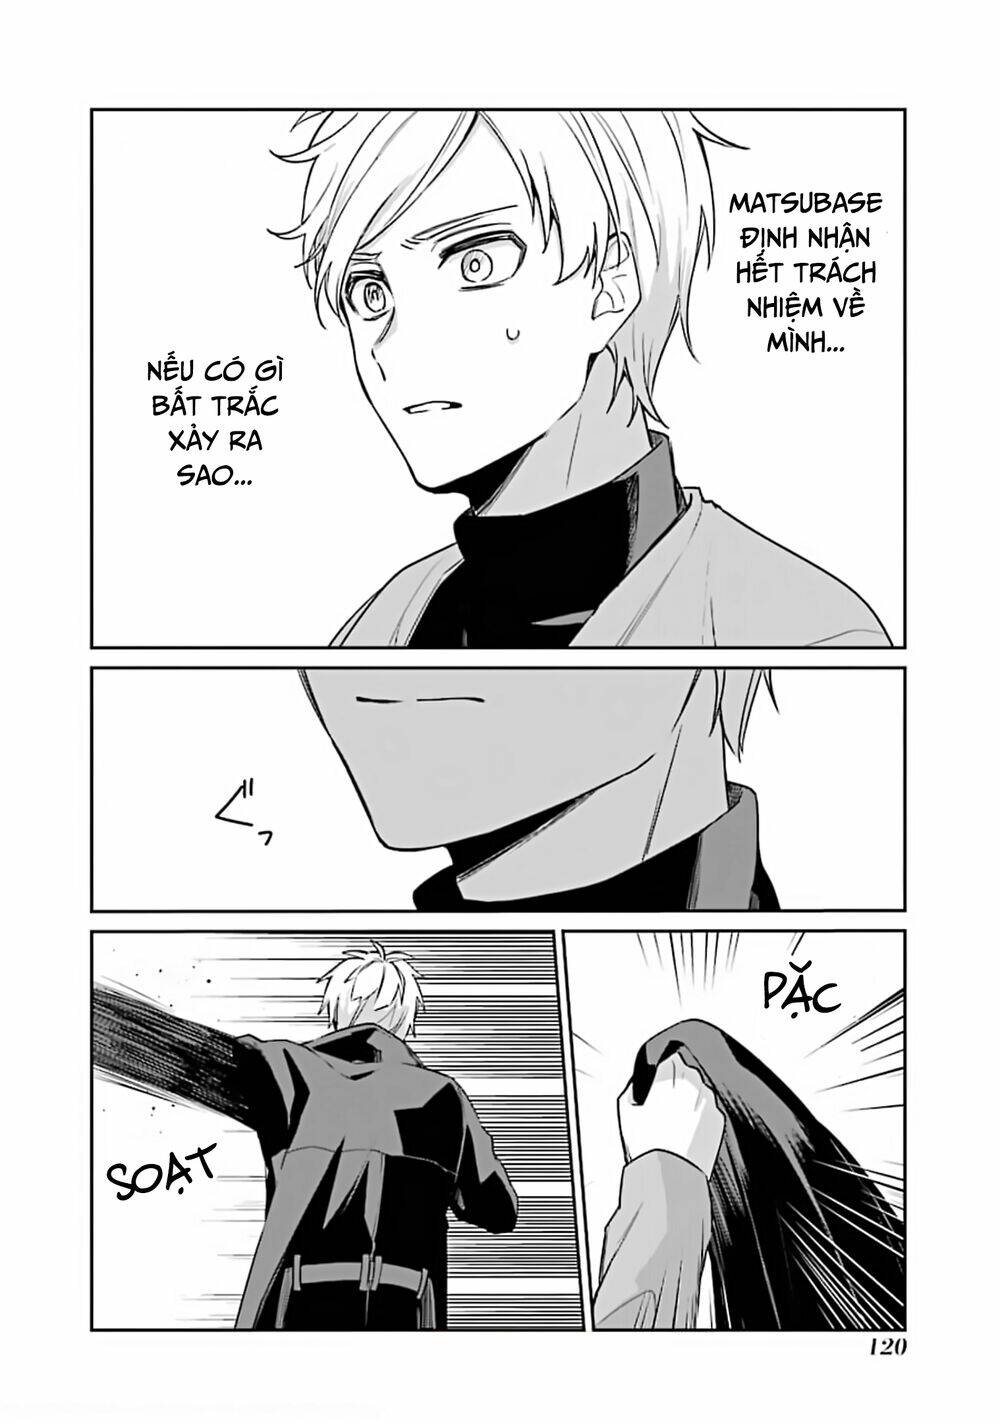 MATSUBASE
ĐỊNH NHẬN
HẾT TRÁCH
NHIỆM VỀ
MÌNH...
NẾU CÓ GÌ
BẤT TRẮC
XẢY RA
SAO...
ぐっ
PẶC
SOẠT
120